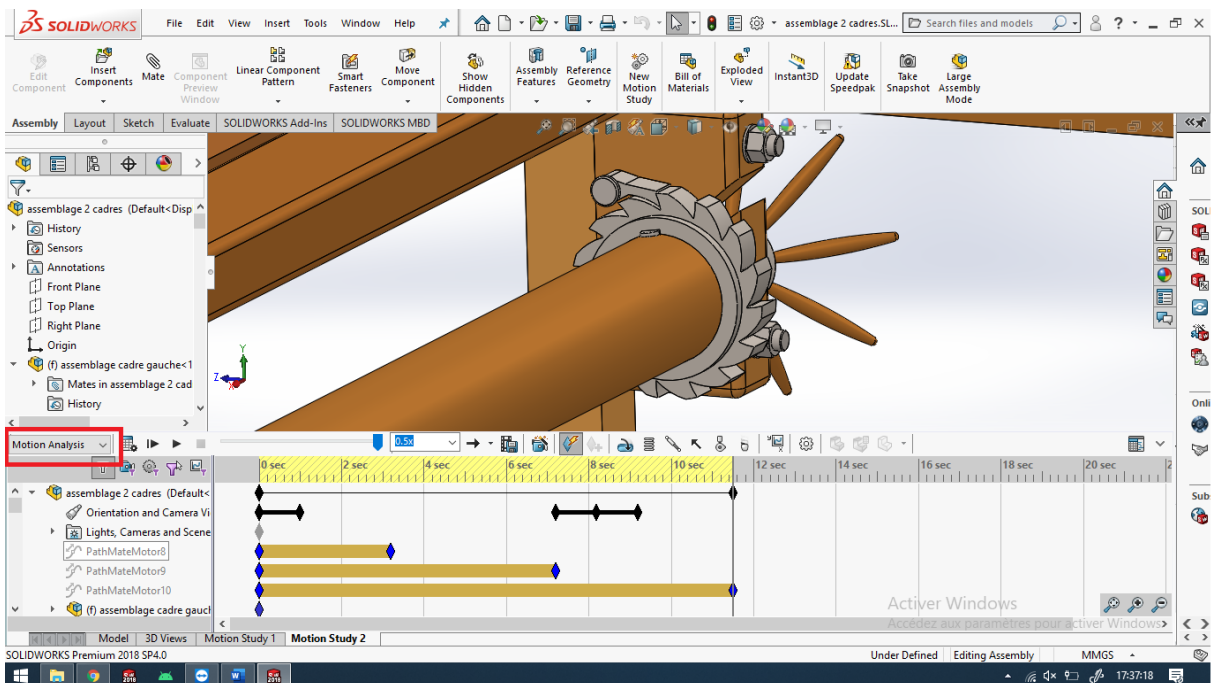 SOLIDWORKS File Edit View Insert Tools Window Help assemblage 2 cadres.SL... Search files and models ?
Edit Component
Insert Components
Mate
Component Preview Window
Linear Component Pattern
Smart Fasteners
Move Component
Show Hidden Components
Assembly Features
Reference Geometry
New Motion Study
Bill of Materials
Exploded View
Instant3D
Update Speedpak
Take Snapshot
Large Assembly Mode
Assembly Layout Sketch Evaluate SOLIDWORKS Add-Ins SOLIDWORKS MBD
assemblage 2 cadres (Default<Disp
History
Sensors
Annotations
Front Plane
Top Plane
Right Plane
Origin
(f) assemblage cadre gauche<1
Mates in assemblage 2 cad
History
Y
Z
X
SOL
Onli
Sub
Motion Analysis 0.5x
0 sec 2 sec 4 sec 6 sec 8 sec 10 sec 12 sec 14 sec 16 sec 18 sec 20 sec 2
assemblage 2 cadres (Default<
Orientation and Camera Vi
Lights, Cameras and Scene
PathMateMotor8
PathMateMotor9
PathMateMotor10
(f) assemblage cadre gaucl
Activer Windows
Accédez aux paramètres pour activer Windows
Model 3D Views Motion Study 1 Motion Study 2
SOLIDWORKS Premium 2018 SP4.0 Under Defined Editing Assembly MMGS
2018 2018 17:37:18